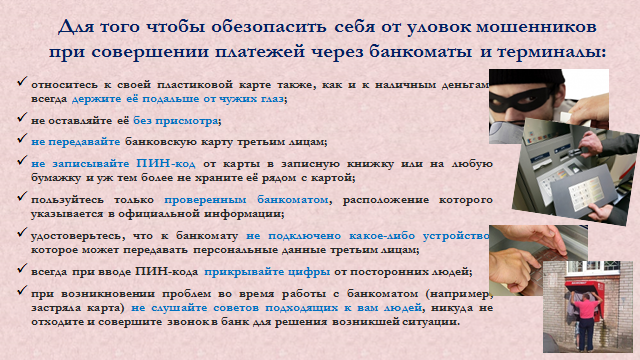 Для того чтобы обезопасить себя от уловок мошенников
при совершении платежей через банкоматы и терминалы:
относитесь к своей пластиковой карте также, как и к наличным деньгам
всегда держите её подальше от чужих глаз;
не оставляйте её без присмотра;
не передавайте банковскую карту третьим лицам;
не записывайте ПИН-код от карты в записную книжку или на любую
бумажку и уж тем более не храните её рядом с картой;
пользуйтесь только проверенным банкоматом, расположение которого
указывается в официальной информации;
удостоверьтесь, что к банкомату не подключено какое-либо устройство
которое может передавать персональные данные третьим лицам;
всегда при вводе ПИН-кода прикрывайте цифры от посторонних людей;
при возникновении проблем во время работы с банкоматом (например,
застряла карта) не слушайте советов подходящих к вам людей, никуда не
отходите и совершите звонок в банк для решения возникшей ситуации.